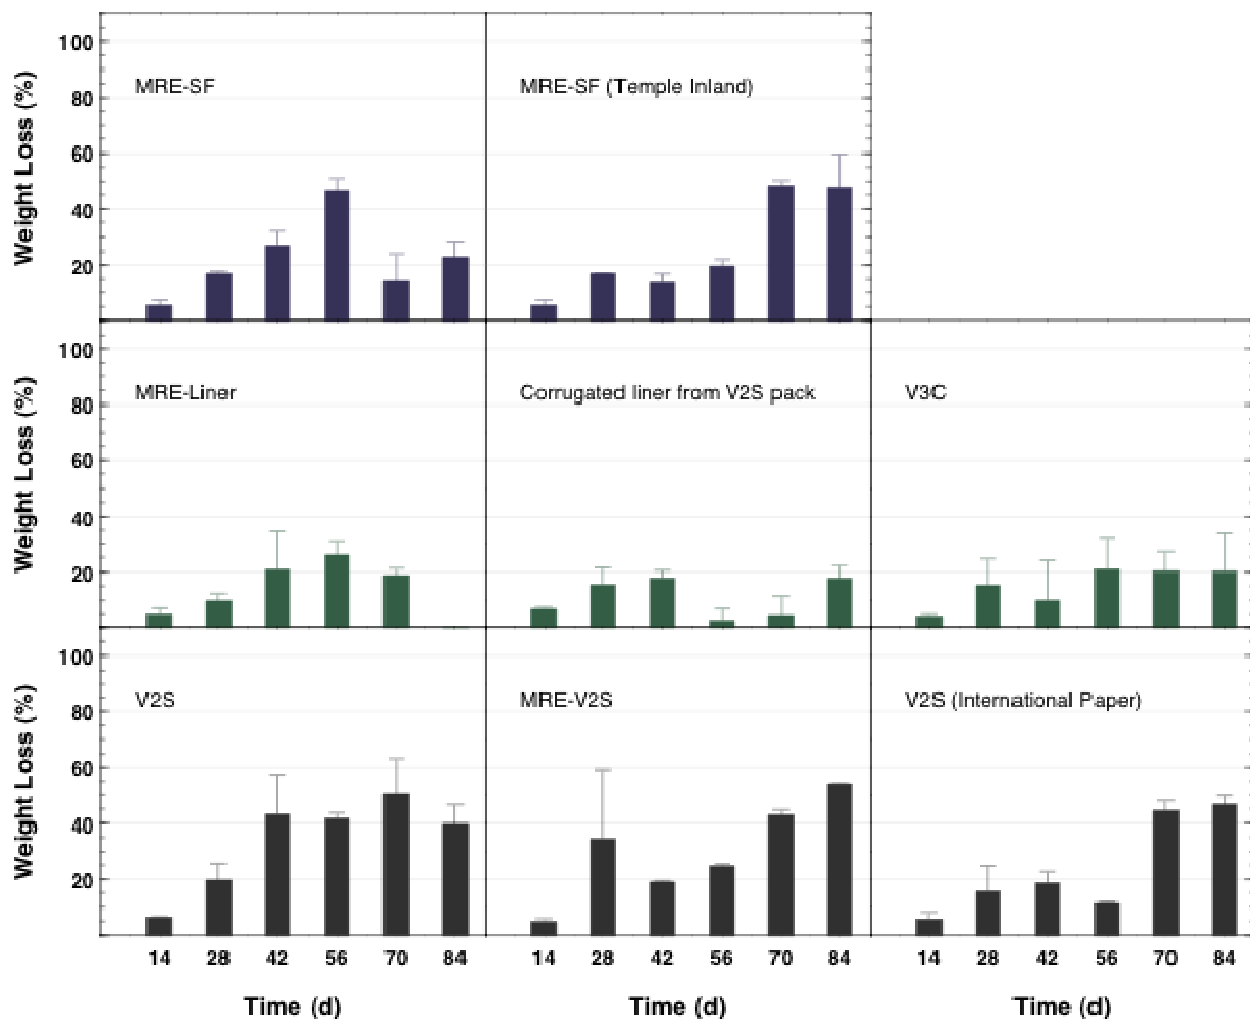 Weight Loss (%)
100
80
60
40
20
MRE-SF
MRE-SF (Temple Inland)
Weight Loss (%)
100
80
60
40
20
MRE-Liner
Corrugated liner from V2S pack
V3C
Weight Loss (%)
100
80
60
40
20
V2S
MRE-V2S
V2S (International Paper)
14 28 42 56 70 84 14 28 42 56 70 84 14 28 42 56 70 84
Time (d) Time (d) Time (d)